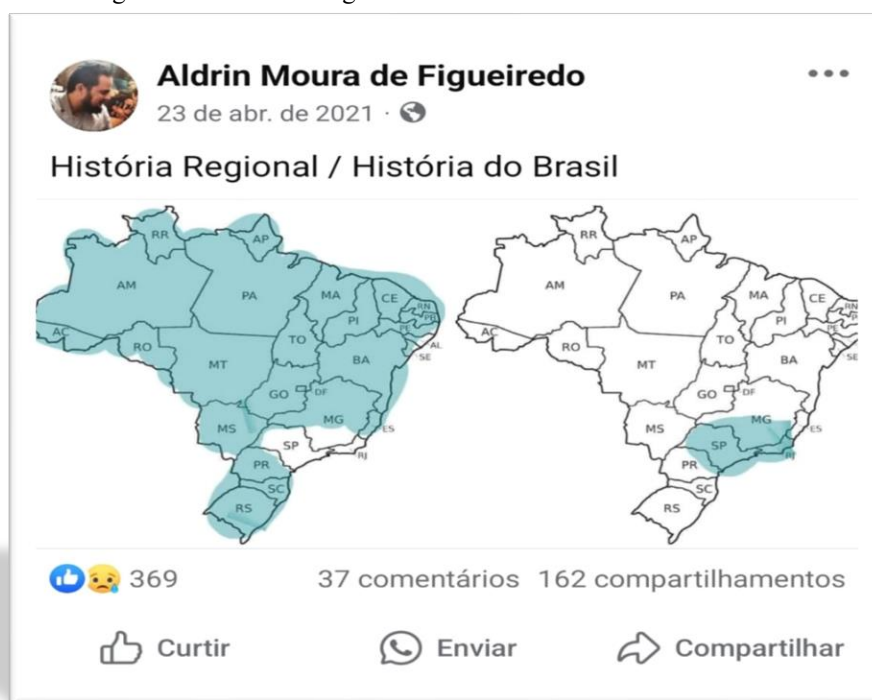 Aldrin Moura de Figueiredo
23 de abr. de 2021 ·
História Regional / História do Brasil
RR AP
AM PA MA CE RN
PI PB
AC PE
RO TO AL
SE
MT BA
GO DF
MS MG ES
SP
RJ
PR
SC
RS
RR AP
AM PA MA CE RN
PI
AC PE
RO TO
SE
MT BA
GO DF
MS MG ES
SP
RJ
PR
SC
RS
369 37 comentários 162 compartilhamentos
Curtir Enviar Compartilhar